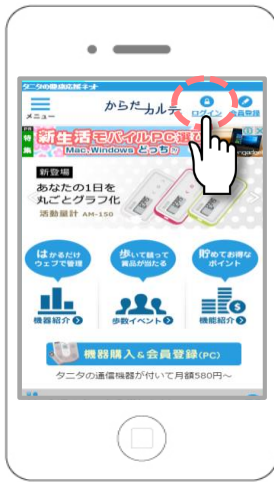 タニタの健康応援ネット
メニュー
からだカルテ
ログイン
会員登録
PR
特集
新生活モバイルPC選び
Mac、Windows どっち？
ngadget
新登場
あなたの1日を
丸ごとグラフ化
活動量計 AM-150
はかるだけ
ウェブで管理
歩いて競って
賞品が当たる
貯めてお得な
ポイント
機器紹介
歩数イベント
機能紹介
機器購入&会員登録(PC)
タニタの通信機器が付いて月額580円～